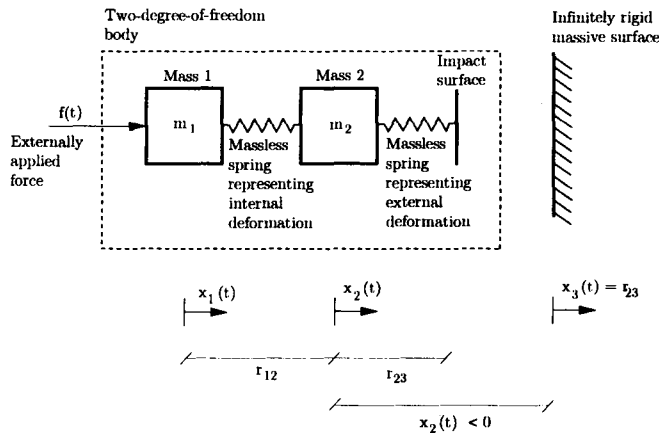 Two-degree-of-freedom
body
Infinitely rigid
massive surface
Mass 1
Mass 2
Impact
surface
f(t)
m1
m2
Externally
applied
force
Massless
spring
representing
internal
deformation
Massless
spring
representing
external
deformation
x1(t)
x2(t)
x3(t) = r23
r12
r23
x2(t) < 0